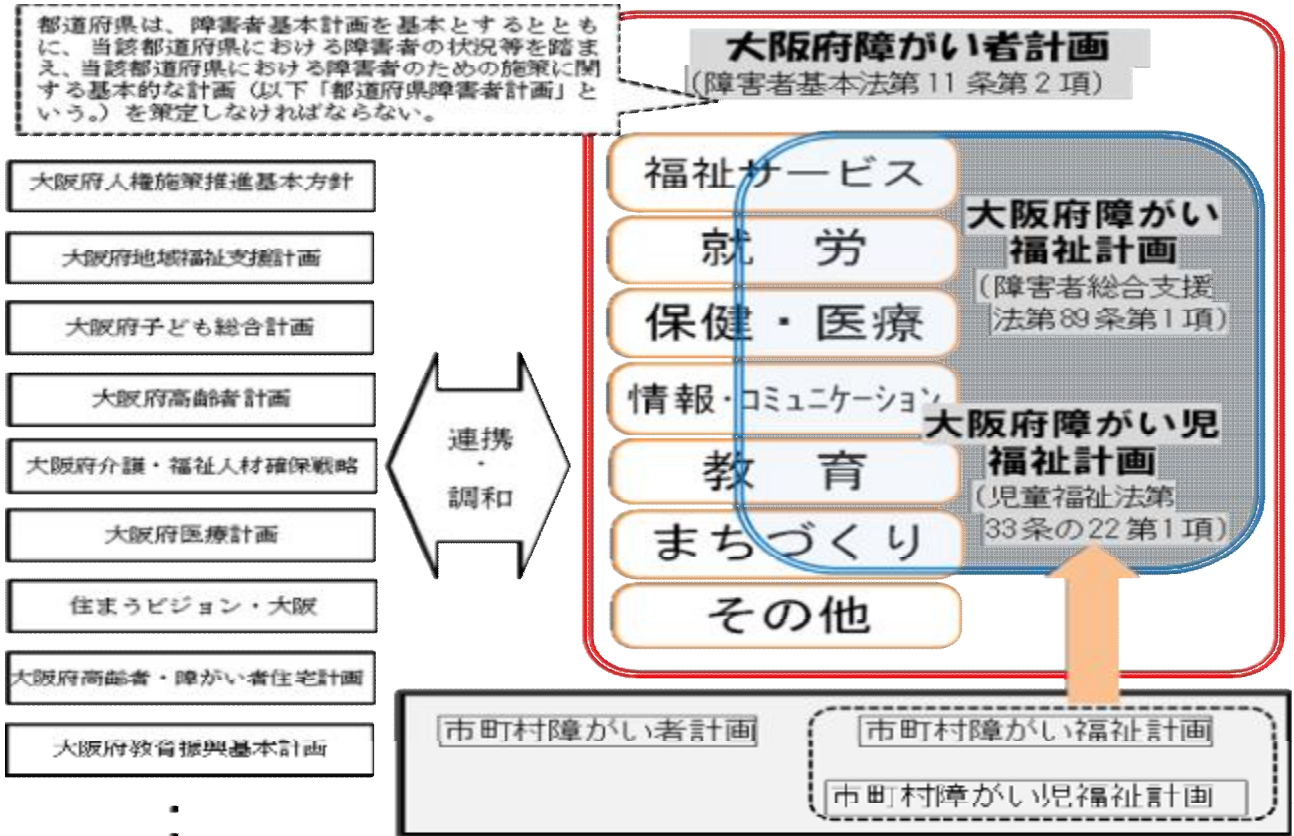 都道府県は、障害者基本計画を基本とするととも
に、当該都道府県における障害者の状況等を踏ま
え、当該都道府県における障害者のための施策に関
する基本的な計画（以下「都道府県障害者計画」と
いう。）を策定しなければならない。
大阪府障がい者計画
（障害者基本法第11条第2項）
大阪府人権施策推進基本方針
大阪府地域福祉支援計画
大阪府子ども総合計画
大阪府高齢者計画
大阪府介護・福祉人材確保戦略
大阪府医療計画
住まうビジョン・大阪
大阪府高齢者・障がい者住宅計画
大阪府教育振興基本計画
・
・
連携
・
調和
福祉サービス
就 労
保健・医療
情報・コミュニケーション
教 育
まちづくり
その他
大阪府障がい
福祉計画
（障害者総合支援
法第89条第1項）
大阪府障がい児
福祉計画
（児童福祉法第
33条の22第1項）
市町村障がい者計画
市町村障がい福祉計画
市町村障がい児福祉計画